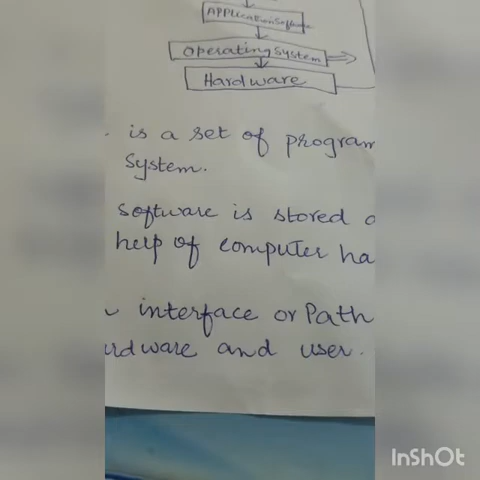 Application Software
Operating System
Hardware
is a set of program
System.
software is stored
help of computer ha
interface or Path
rdware and user.
InShOt